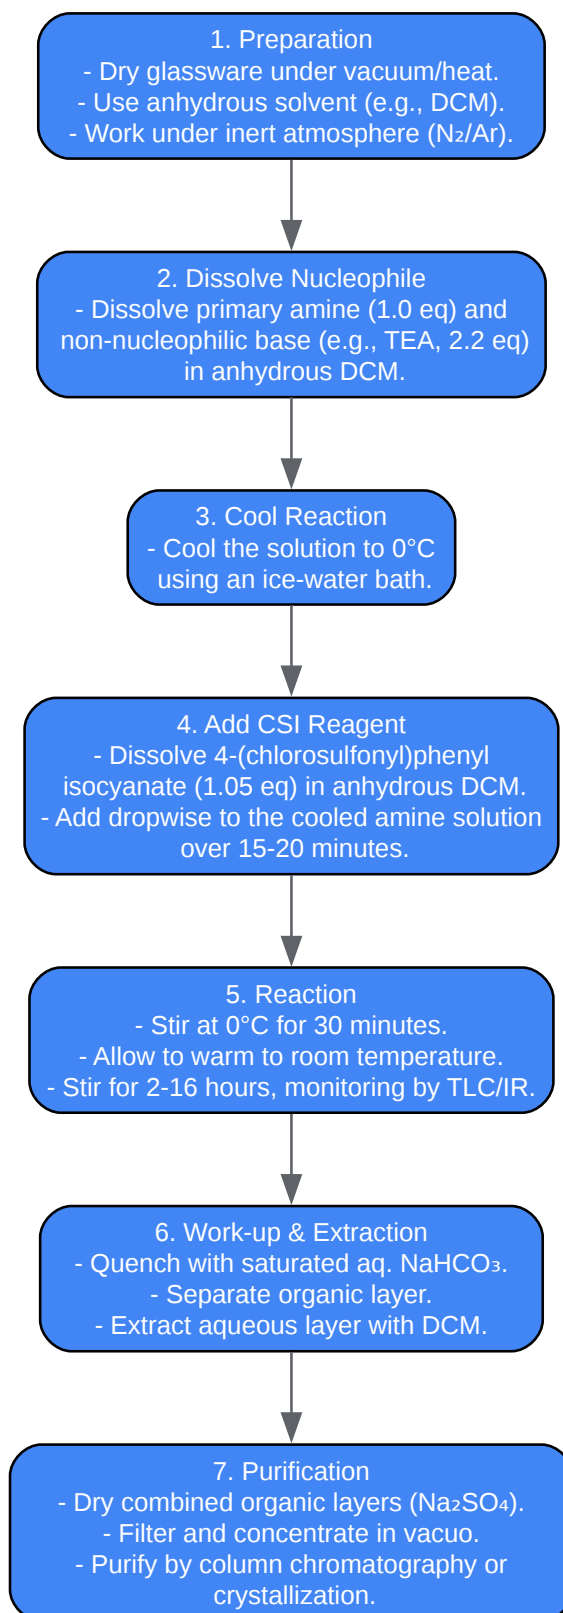 1. Preparation
- Dry glassware under vacuum/heat.
- Use anhydrous solvent (e.g., DCM).
- Work under inert atmosphere (N₂/Ar).
2. Dissolve Nucleophile
- Dissolve primary amine (1.0 eq) and
non-nucleophilic base (e.g., TEA, 2.2 eq)
in anhydrous DCM.
3. Cool Reaction
- Cool the solution to 0°C
using an ice-water bath.
4. Add CSI Reagent
- Dissolve 4-(chlorosulfonyl)phenyl
isocyanate (1.05 eq) in anhydrous DCM.
- Add dropwise to the cooled amine solution
over 15-20 minutes.
5. Reaction
- Stir at 0°C for 30 minutes.
- Allow to warm to room temperature.
- Stir for 2-16 hours, monitoring by TLC/IR.
6. Work-up & Extraction
- Quench with saturated aq. NaHCO₃.
- Separate organic layer.
- Extract aqueous layer with DCM.
7. Purification
- Dry combined organic layers (Na₂SO₄).
- Filter and concentrate in vacuo.
- Purify by column chromatography or
crystallization.